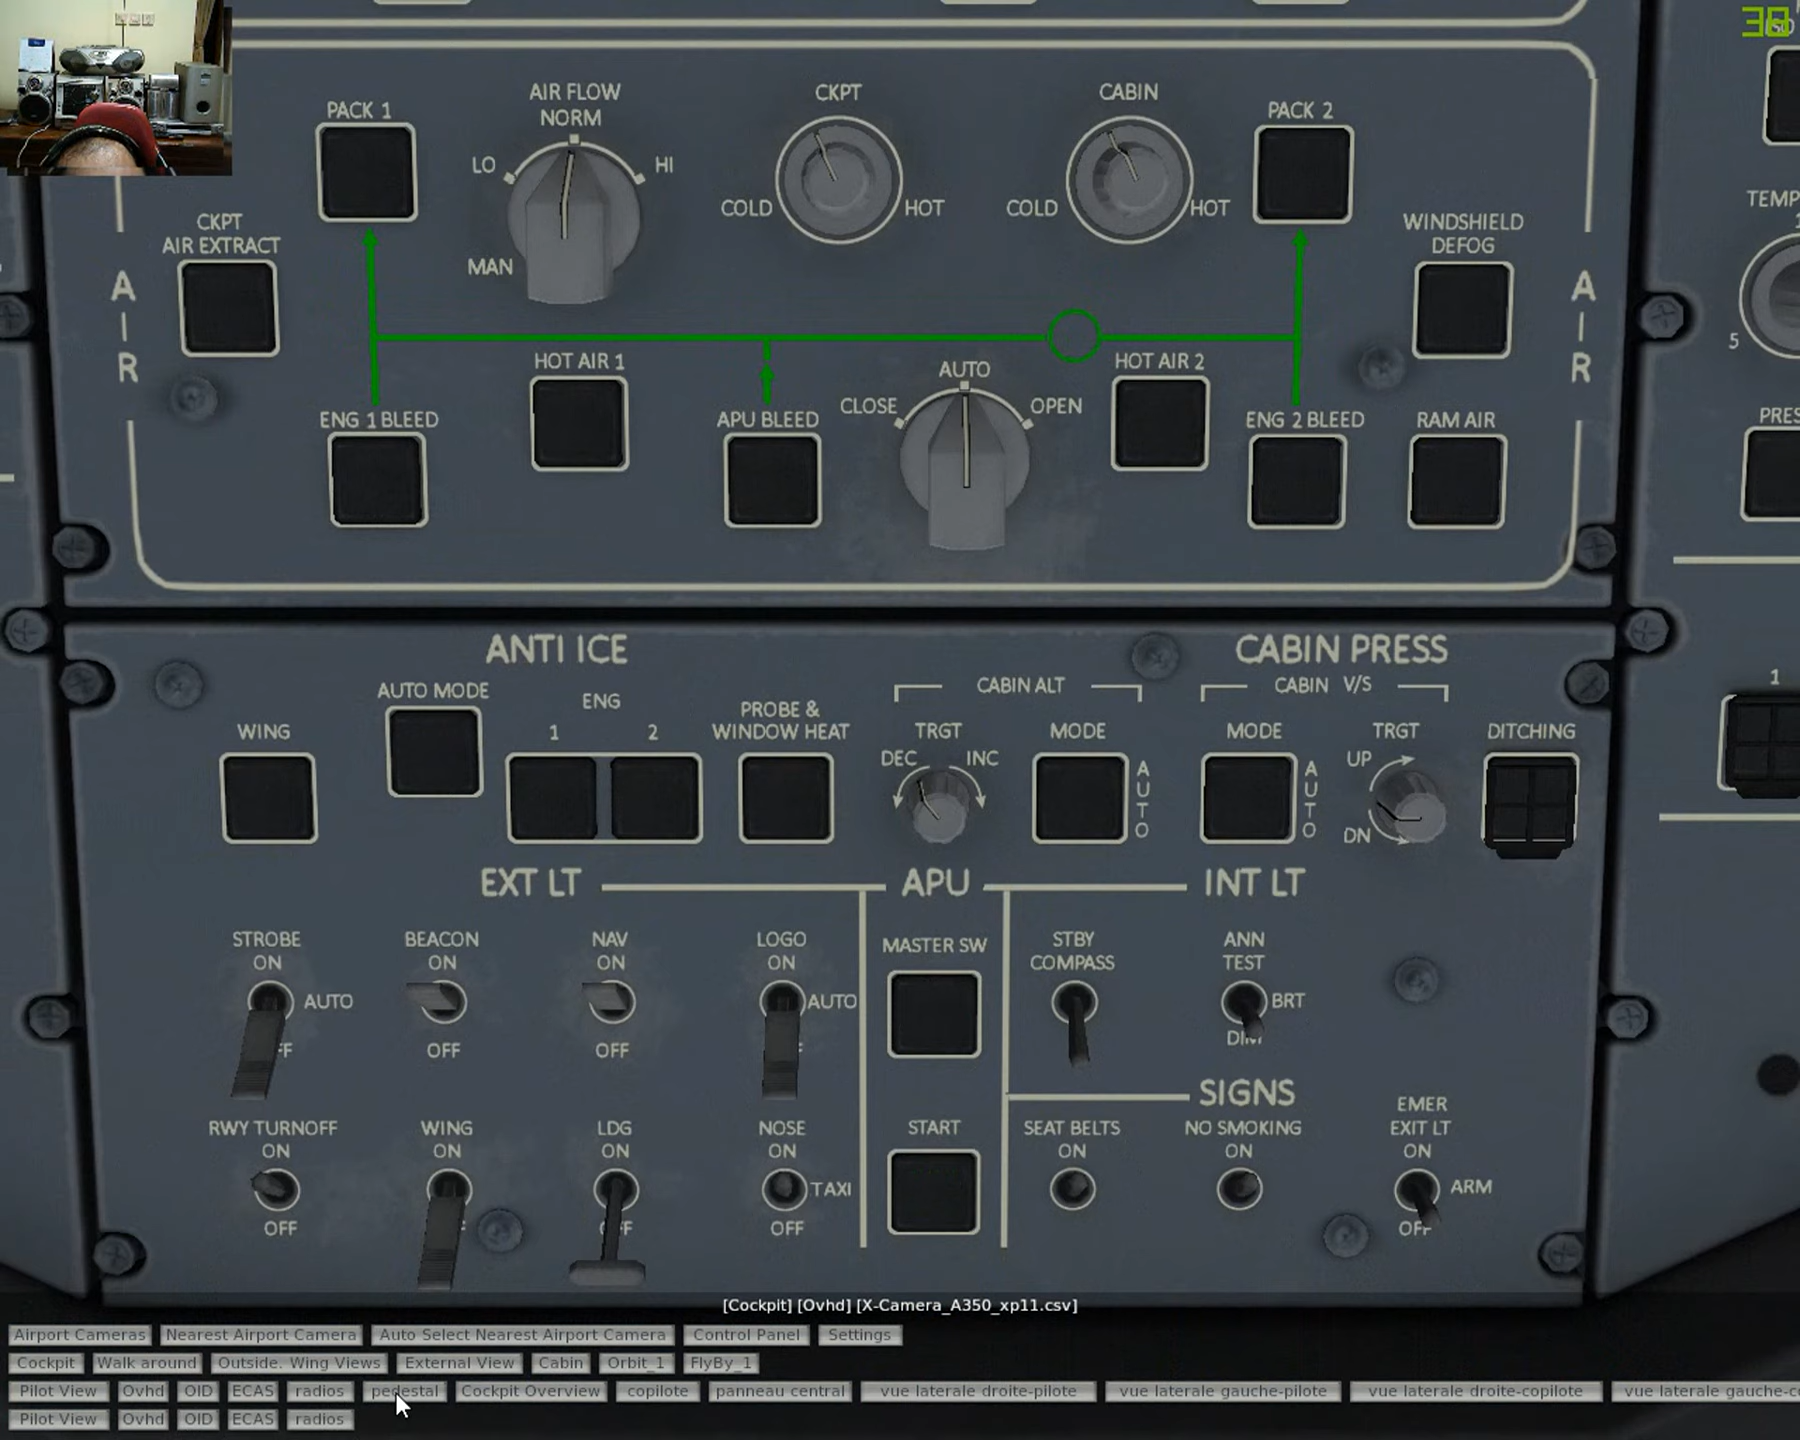 30
AIR FLOW
CKPT
CABIN
PACK 1
NORM
PACK 2
LO
HI
COLD
HOT
COLD
HOT
TEMP
CKPT
AIR EXTRACT
WINDSHIELD
DEFOG
MAN
AIR
AIR
5
HOT AIR 1
AUTO
HOT AIR 2
CLOSE
OPEN
ENG 1 BLEED
APU BLEED
ENG 2 BLEED
RAM AIR
PRES
ANTI ICE
CABIN PRESS
AUTO MODE
ENG
CABIN ALT
CABIN V/S
1
WING
1
2
PROBE &
WINDOW HEAT
TRGT
MODE
MODE
TRGT
DITCHING
DEC
INC
AUTO
AUTO
UP
DN
EXT LT
APU
INT LT
STROBE
ON
AUTO
BEACON
ON
OFF
NAV
ON
OFF
LOGO
ON
AUTO
MASTER SW
STBY
COMPASS
ANN
TEST
BRT
DIM
SIGNS
RWY TURNOFF
ON
OFF
WING
ON
LDG
ON
NOSE
ON
TAXI
OFF
START
SEAT BELTS
ON
NO SMOKING
ON
EMER
EXIT LT
ON
ARM
OFF
[Cockpit] [Ovhd] [X-Camera_A350_xp11.csv]
Airport Cameras Nearest Airport Camera Auto Select Nearest Airport Camera Control Panel Settings
Cockpit Walk around Outside. Wing Views External View Cabin Orbit_1 FlyBy_1
Pilot View Ovhd OID ECAS radios pedestal Cockpit Overview copilote panneau central vue laterale droite-pilote vue laterale gauche-pilote vue laterale droite-copilote vue laterale gauche-c
Pilot View Ovhd OID ECAS radios